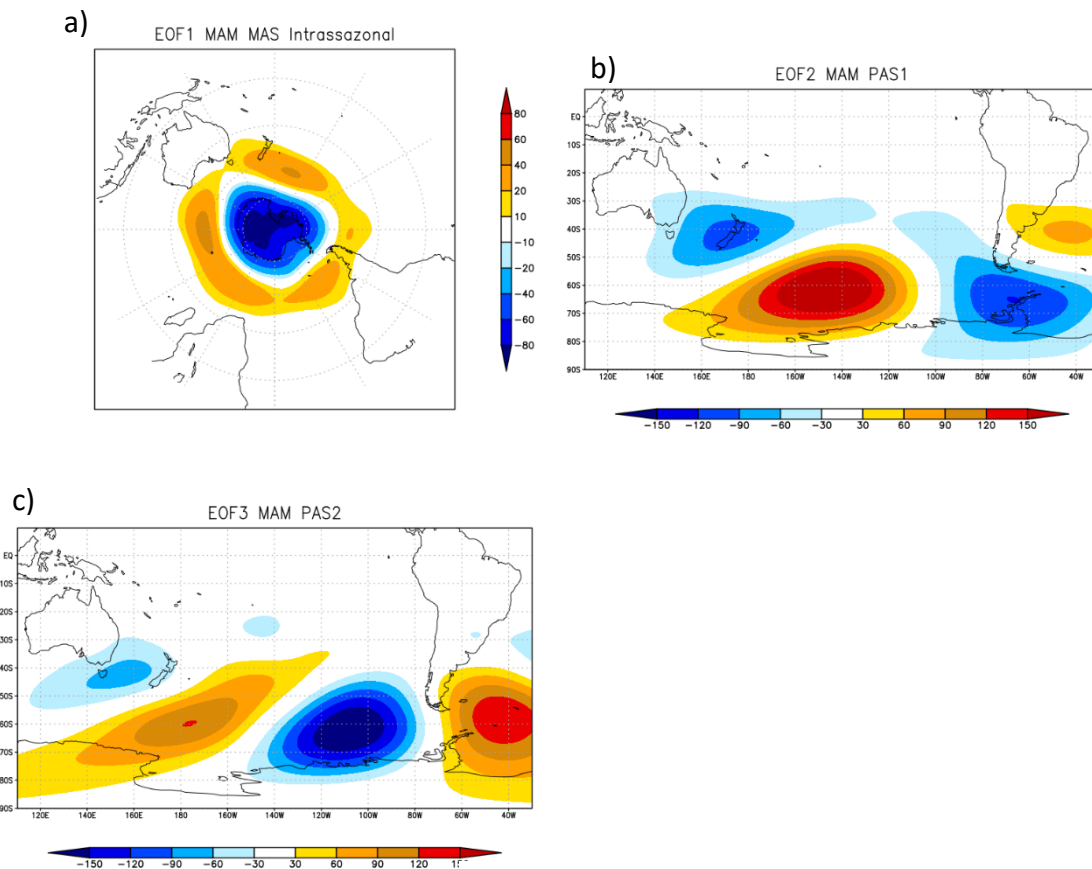 a)
EOF1 MAM MAS Intrassazonal
80
60
40
20
10
-10
-20
-40
-60
-80
b)
EOF2 MAM PAS1
EQ
10S
20S
30S
40S
50S
60S
70S
80S
90S
120E 140E 160E 180 160W 140W 120W 100W 80W 60W 40W
-150 -120 -90 -60 -30 30 60 90 120 150
c)
EOF3 MAM PAS2
EQ
10S
20S
30S
40S
50S
60S
70S
80S
90S
120E 140E 160E 180 160W 140W 120W 100W 80W 60W 40W
-150 -120 -90 -60 -30 30 60 90 120